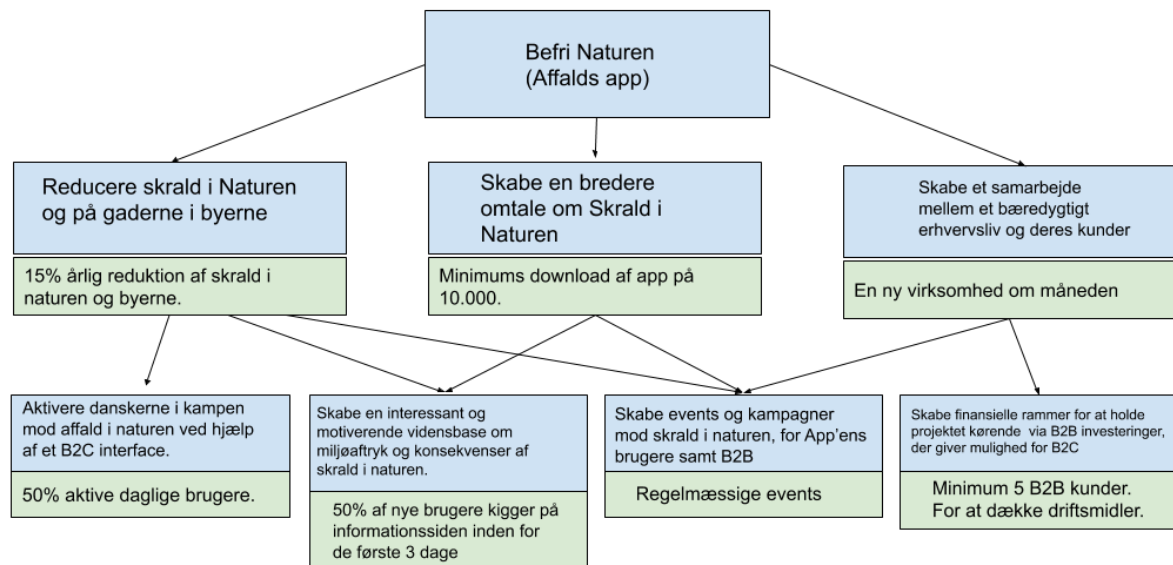 Befri Naturen
(Affalds app)
Reducere skrald i Naturen
og på gaderne i byerne
15% årlig reduktion af skrald i
naturen og byerne.
Skabe en bredere
omtale om Skrald i
Naturen
Minimums download af app på
10.000.
Skabe et samarbejde
mellem et bæredygtigt
erhvervsliv og deres kunder
En ny virksomhed om måneden
Aktivere danskerne i kampen
mod affald i naturen ved hjælp
af et B2C interface.
50% aktive daglige brugere.
Skabe en interessant og
motiverende vidensbase om
miljøaftryk og konsekvenser af
skrald i naturen.
50% af nye brugere kigger på
informationssiden inden for
de første 3 dage
Skabe events og kampagner
mod skrald i naturen, for App'ens
brugere samt B2B
Regelmæssige events
Skabe finansielle rammer for at holde
projektet kørende via B2B investeringer,
der giver mulighed for B2C
Minimum 5 B2B kunder.
For at dække driftsmidler.